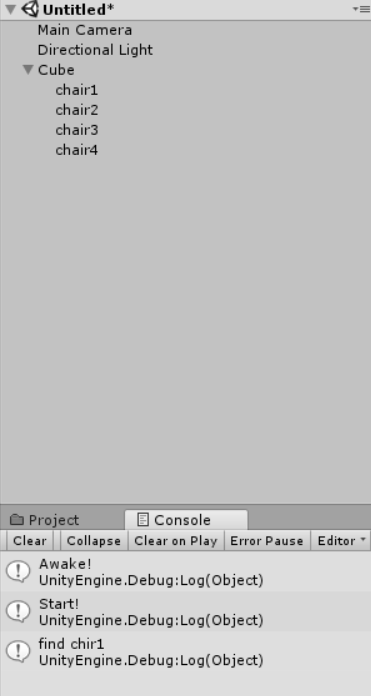 Untitled*
Main Camera
Directional Light
Cube
chair1
chair2
chair3
chair4
Project Console
Clear Collapse Clear on Play Error Pause Editor
Awake!
UnityEngine.Debug:Log(Object)
Start!
UnityEngine.Debug:Log(Object)
find chir1
UnityEngine.Debug:Log(Object)